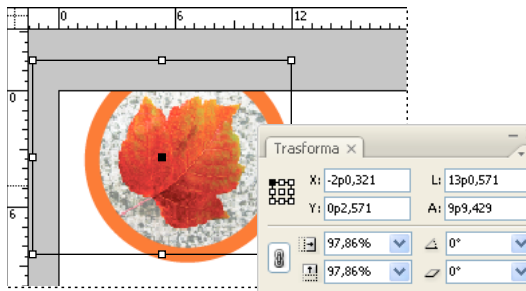 0 6 12
0
6
Trasforma ×
X: -2p0,321 L: 13p0,571
Y: 0p2,571 A: 9p9,429
97,86% 0°
97,86% 0°